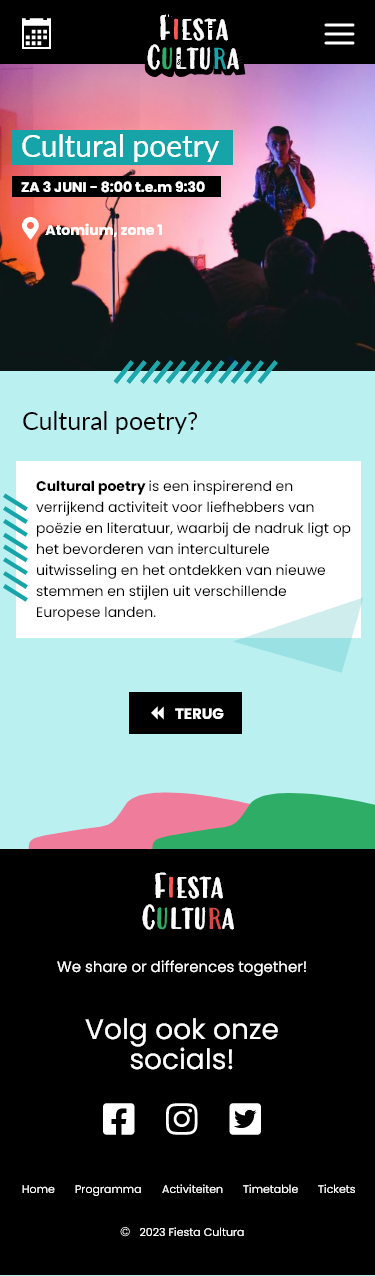 FIESTA
CULTURA
Cultural poetry
ZA 3 JUNI - 8:00 t.e.m 9:30
Atomium, zone 1
Cultural poetry?
Cultural poetry is een inspirerend en
verrijkend activiteit voor liefhebbers van
poëzie en literatuur, waarbij de nadruk ligt op
het bevorderen van interculturele
uitwisseling en het ontdekken van nieuwe
stemmen en stijlen uit verschillende
Europese landen.
TERUG
FIESTA
CULTURA
We share or differences together!
Volg ook onze
socials!
Home Programma Activiteiten Timetable Tickets
© 2023 Fiesta Cultura